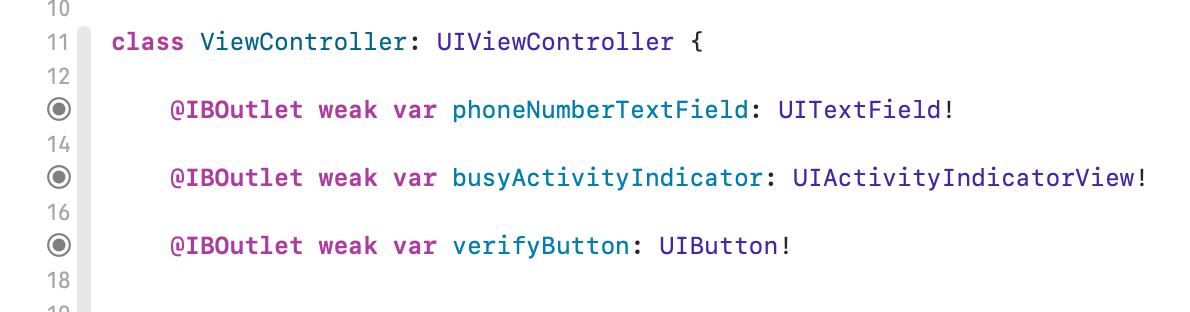 10
11 class ViewController: UIViewController {
12
@IBOutlet weak var phoneNumberTextField: UITextField!
14
@IBOutlet weak var busyActivityIndicator: UIActivityIndicatorView!
16
@IBOutlet weak var verifyButton: UIButton!
18